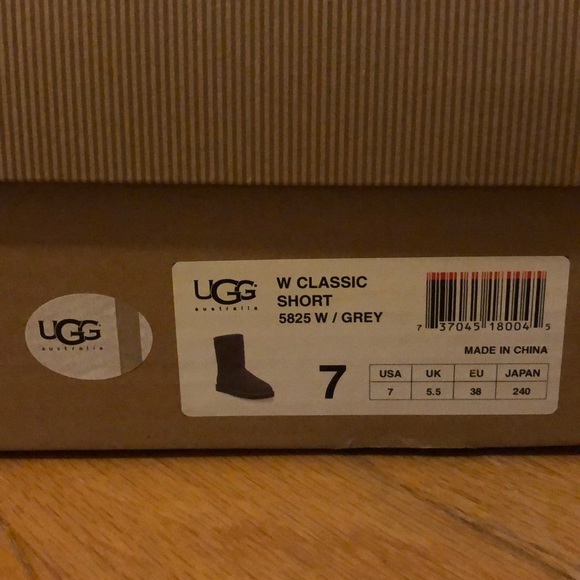 UGG
australia
UGG
australia
W CLASSIC
SHORT
5825 W / GREY
7 37045 18004 5
MADE IN CHINA
7
USA UK EU JAPAN
7 5.5 38 240